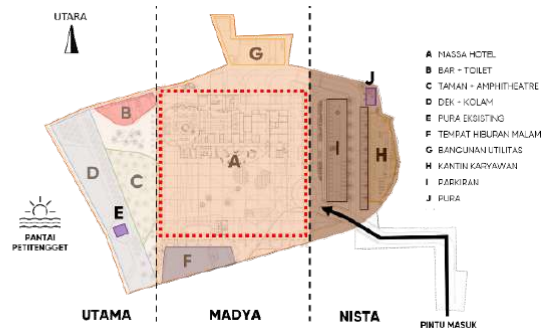 UTARA
G
J
B
D
C
A
I
H
E
F
PANTAI
PETITENGGET
UTAMA
MADYA
NISTA
PINTU MASUK
A MASSA HOTEL
B BAR + TOILET
C TAMAN + AMPHITHEATRE
D DEK + KOLAM
E PURA EKSISTING
F TEMPAT HIBURAN MALAM
G BANGUNAN UTILITAS
H KANTIN KARYAWAN
I PARKIRAN
J PURA